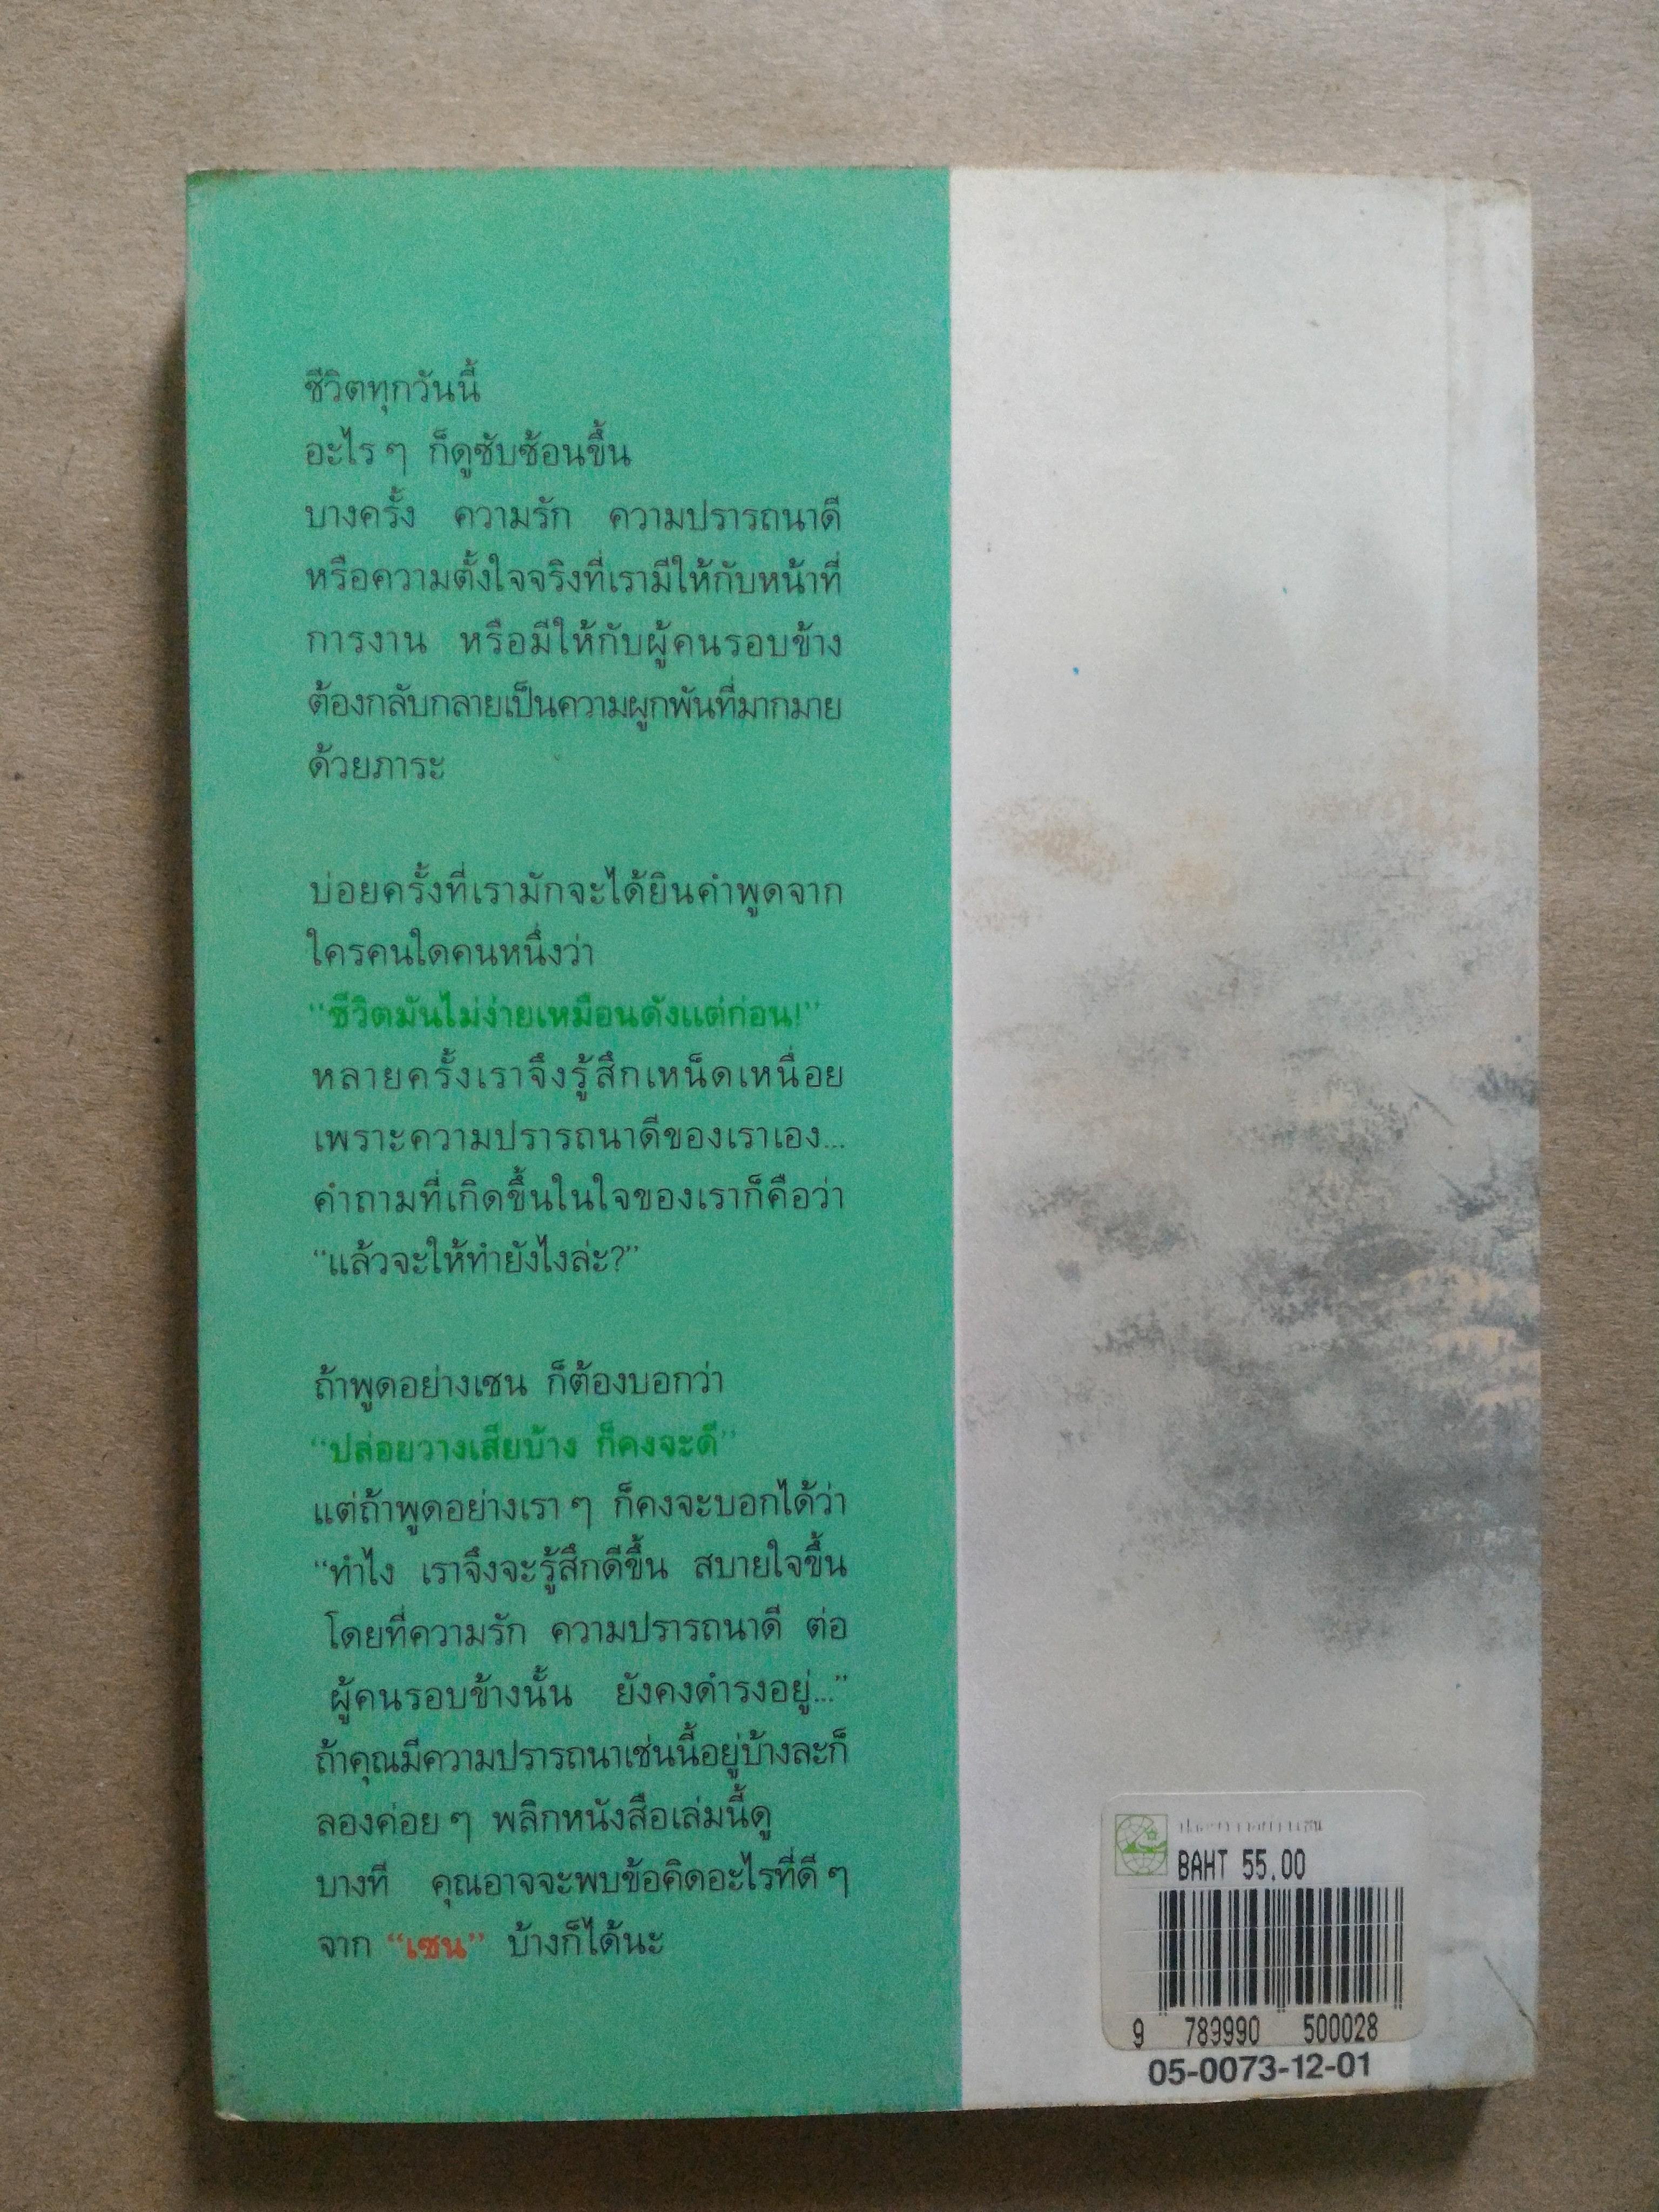 ชีวิตทุกวันนี้
อะไร ๆ ก็ดูซับซ้อนขึ้น
บางครั้ง ความรัก ความปรารถนาดี
หรือความตั้งใจจริงที่เรามีให้กับหน้าที่
การงาน หรือมีให้กับผู้คนรอบข้าง
ต้องกลับกลายเป็นความผูกพันที่มากมาย
ด้วยภาระ
บ่อยครั้งที่เรามักจะได้ยินคำพูดจาก
ใครคนใดคนหนึ่งว่า
“ชีวิตมันไม่ง่ายเหมือนดังแต่ก่อน!”
หลายครั้งเราจึงรู้สึกเหน็ดเหนื่อย
เพราะความปรารถนาดีของเราเอง...
คำถามที่เกิดขึ้นในใจของเราก็คือว่า
“แล้วจะให้ทำยังไงล่ะ?”
ถ้าพูดอย่างเซน ก็ต้องบอกว่า
“ปล่อยวางเสียบ้าง ก็คงจะดี”
แต่ถ้าพูดอย่างเรา ๆ ก็คงจะบอกได้ว่า
“ทำไง เราจึงจะรู้สึกดีขึ้น สบายใจขึ้น
โดยที่ความรัก ความปรารถนาดี ต่อ
ผู้คนรอบข้างนั้น ยังคงดำรงอยู่...”
ถ้าคุณมีความปรารถนาเช่นนี้อยู่บ้างละก็
ลองค่อย ๆ พลิกหนังสือเล่มนี้ดู
บางที คุณอาจจะพบข้อคิดอะไรที่ดี ๆ
จาก “เซน” บ้างก็ได้นะ
BAHT 55.00
9 789990 500028
05-0073-12-01